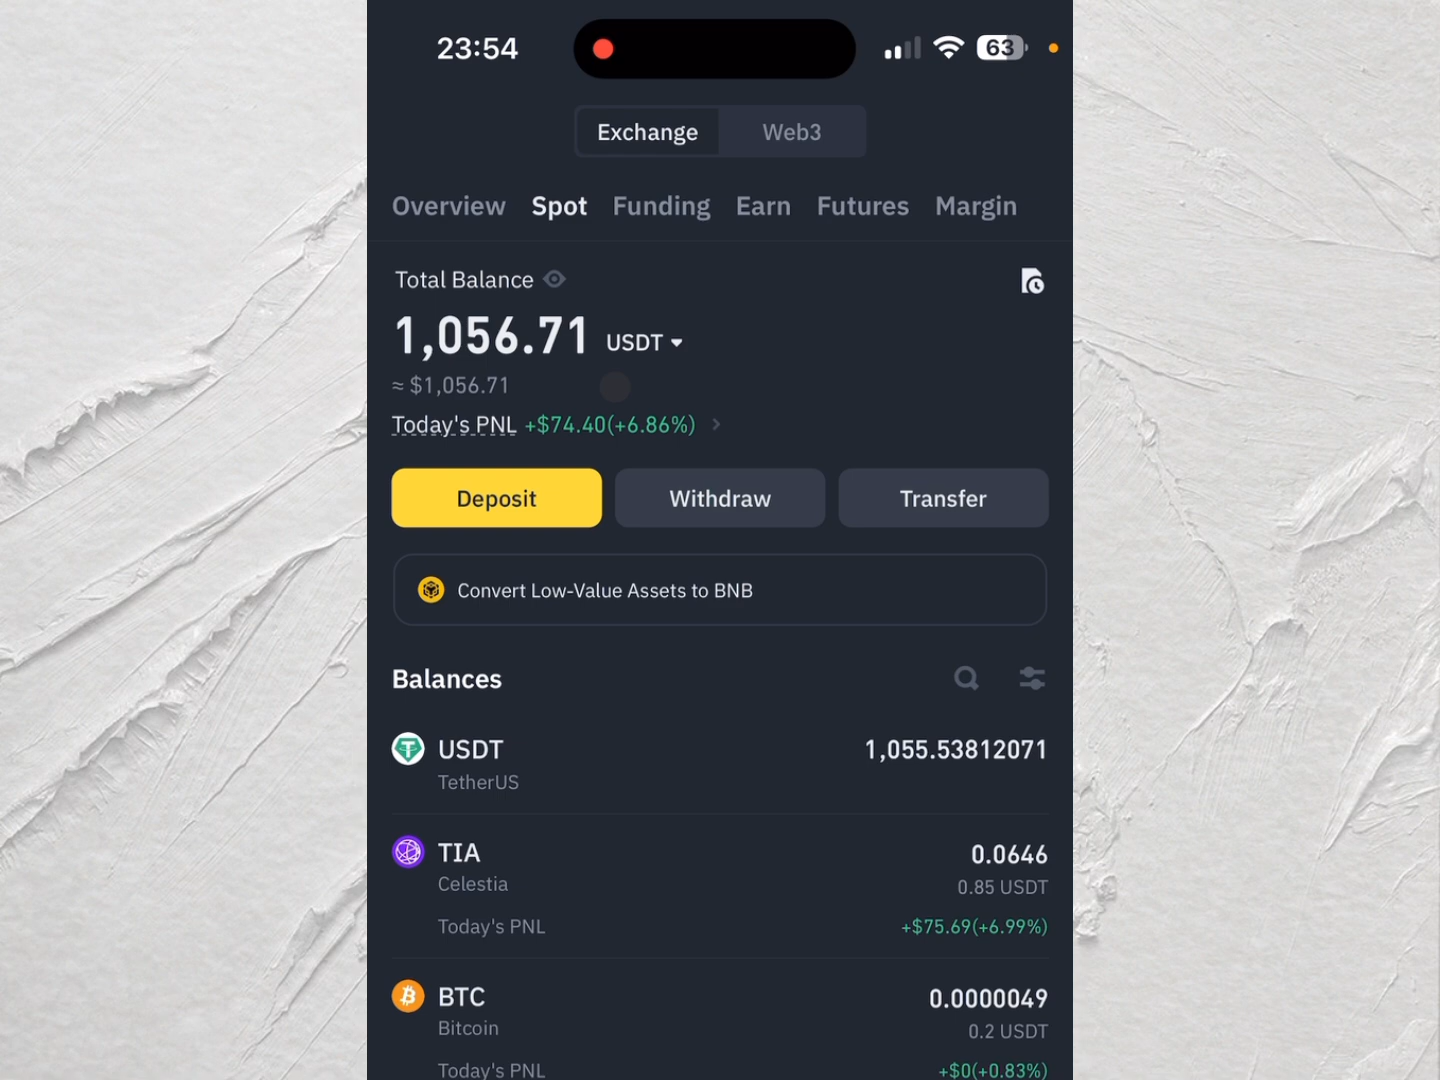 23:54
63
Exchange Web3
Overview Spot Funding Earn Futures Margin
Total Balance
1,056.71 USDT
≈ $1,056.71
Today's PNL +$74.40(+6.86%)
Deposit Withdraw Transfer
Convert Low-Value Assets to BNB
Balances
USDT 1,055.53812071
TetherUS
TIA 0.0646
Celestia 0.85 USDT
Today's PNL +$75.69(+6.99%)
BTC 0.0000049
Bitcoin 0.2 USDT
Today's PNL +$0(+0.83%)